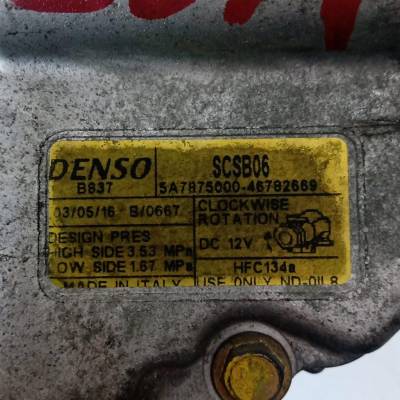 DENSO SCSB06
B837 5A7875000-46782669
03/05/16 B/0667 CLOCKWISE
ROTATION
DESIGN PRES DC 12V
HIGH SIDE 3.53 MPa
LOW SIDE 1.67 MPa HFC134a
MADE IN ITALY USE ONLY ND-OIL8